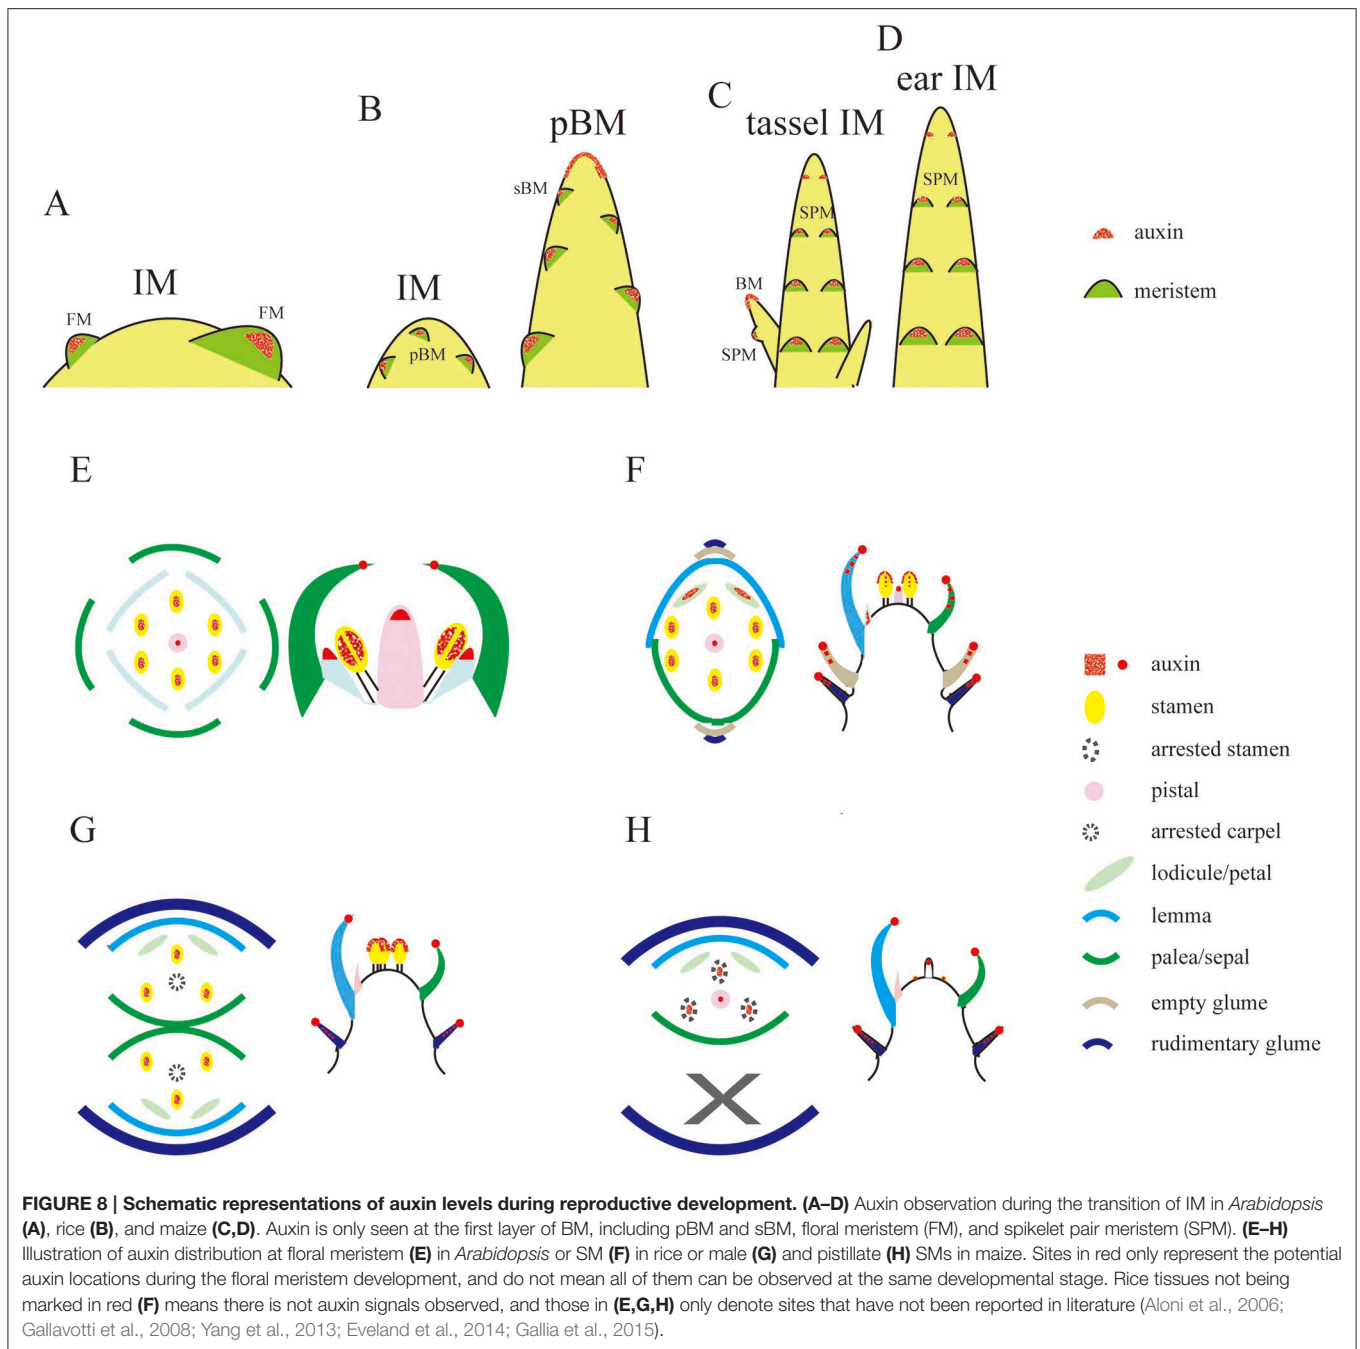 A
IM
FM
FM
B
pBM
sBM
IM
pBM
C
tassel IM
SPM
BM
SPM
D
ear IM
SPM
auxin
meristem
E
F
G
H
auxin
stamen
arrested stamen
pistal
arrested carpel
lodicule/petal
lemma
palea/sepal
empty glume
rudimentary glume
FIGURE 8 | Schematic representations of auxin levels during reproductive development. (A–D) Auxin observation during the transition of IM in Arabidopsis
(A), rice (B), and maize (C,D). Auxin is only seen at the first layer of BM, including pBM and sBM, floral meristem (FM), and spikelet pair meristem (SPM). (E–H)
Illustration of auxin distribution at floral meristem (E) in Arabidopsis or SM (F) in rice or male (G) and pistillate (H) SMs in maize. Sites in red only represent the potential
auxin locations during the floral meristem development, and do not mean all of them can be observed at the same developmental stage. Rice tissues not being
marked in red (F) means there is not auxin signals observed, and those in (E,G,H) only denote sites that have not been reported in literature (Aloni et al., 2006;
Gallavotti et al., 2008; Yang et al., 2013; Eveland et al., 2014; Gallia et al., 2015).